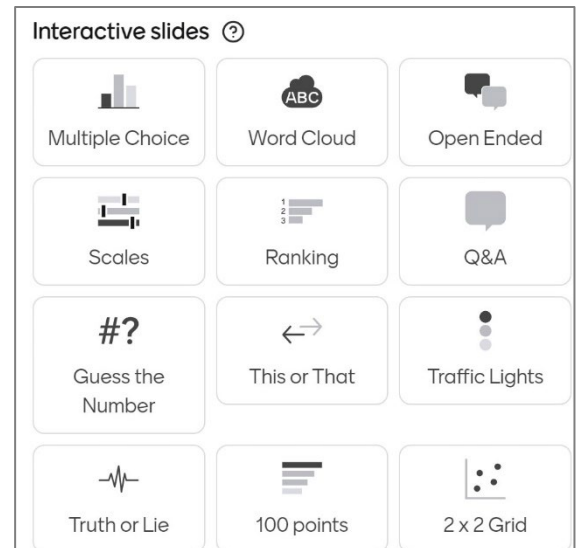 Interactive slides ?
Multiple Choice
ABC
Word Cloud
Open Ended
Scales
1
2
3
Ranking
Q&A
#?
Guess the
Number
This or That
Traffic Lights
Truth or Lie
100 points
2 x 2 Grid